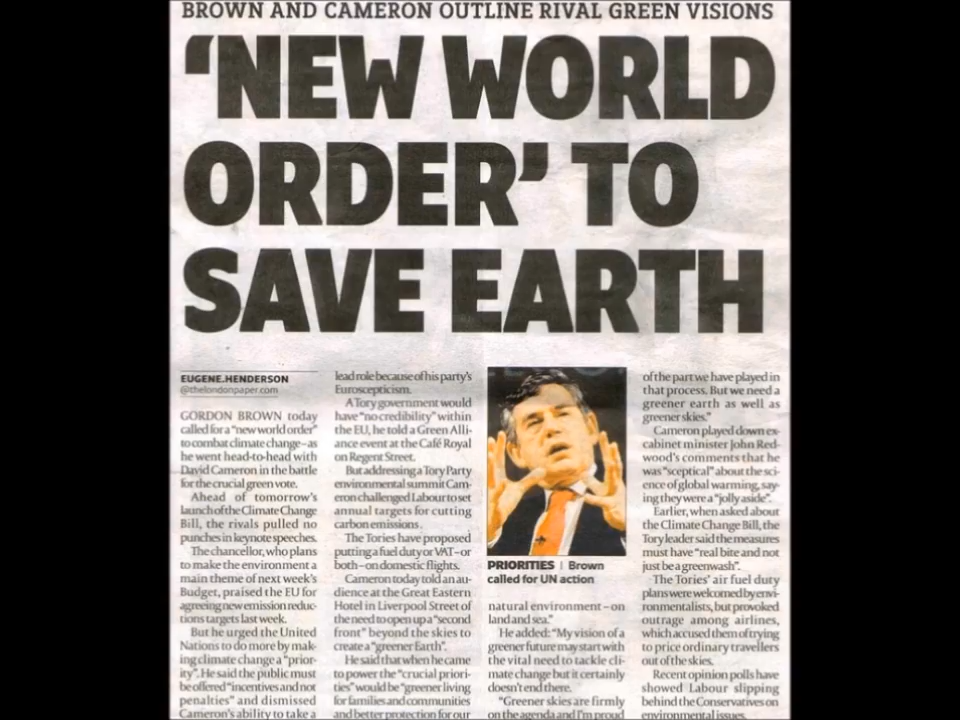 BROWN AND CAMERON OUTLINE RIVAL GREEN VISIONS
‘NEW WORLD
ORDER’ TO
SAVE EARTH
EUGENE.HENDERSON
@thelondonpaper.com
GORDON BROWN today
called for a “new world order”
to combat climate change – as
he went head-to-head with
David Cameron in the battle
for the crucial green vote.
Ahead of tomorrow’s
launch of the Climate Change
Bill, the rivals pulled no
punches in keynote speeches.
The chancellor, who plans
to make the environment a
main theme of next week’s
Budget, praised the EU for
agreeing new emission reduc-
tions targets last week.
But he urged the United
Nations to do more by mak-
ing climate change a “prior-
ity”. He said the public must
be offered “incentives and not
penalties” and dismissed
Cameron’s ability to take a
lead role because of his party’s
Euroscepticism.
A Tory government would
have “no credibility” within
the EU, he told a Green Alli-
ance event at the Café Royal
on Regent Street.
But addressing a Tory Party
environmental summit Cam-
eron challenged Labour to set
annual targets for cutting
carbon emissions.
The Tories have proposed
putting a fuel duty or VAT – or
both – on domestic flights.
Cameron today told an au-
dience at the Great Eastern
Hotel in Liverpool Street of
the need to open up a “second
front” beyond the skies to
create a “greener Earth”.
He said that when he came
to power the “crucial priori-
ties” would be “greener living
for families and communities
and better protection for our
PRIORITIES | Brown
called for UN action
natural environment – on
land and sea.”
He added: “My vision of a
greener future may start with
the vital need to tackle cli-
mate change but it certainly
doesn’t end there.
“Greener skies are firmly
on the agenda and I’m proud
of the part we have played in
that process. But we need a
greener earth as well as
greener skies.”
Cameron played down ex-
cabinet minister John Red-
wood’s comments that he
was “sceptical” about the sci-
ence of global warming, say-
ing they were a “jolly aside”.
Earlier, when asked about
the Climate Change Bill, the
Tory leader said the measures
must have “real bite and not
just be a greenwash”.
The Tories’ air fuel duty
plans were welcomed by envi-
ronmentalists, but provoked
outrage among airlines,
which accused them of trying
to price ordinary travellers
out of the skies.
Recent opinion polls have
showed Labour slipping
behind the Conservatives on
environmental issues.